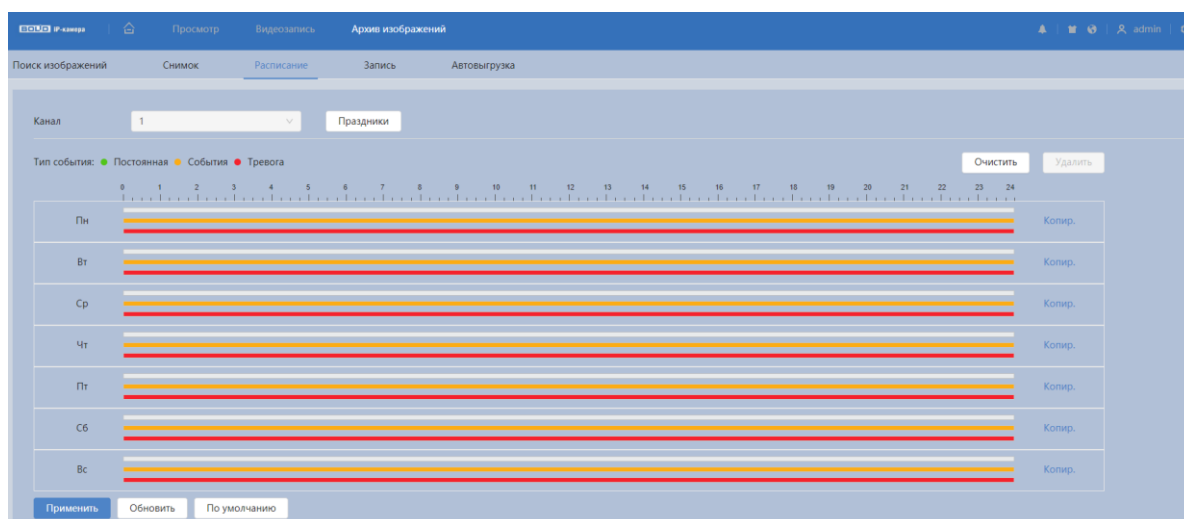 BOLID IP-камера Просмотр Видеозапись Архив изображений admin
Поиск изображений Снимок Расписание Запись Автовыгрузка
Канал 1 Праздники
Тип события: Постоянная События Тревога Очистить Удалить
0 1 2 3 4 5 6 7 8 9 10 11 12 13 14 15 16 17 18 19 20 21 22 23 24
Пн Копир.
Вт Копир.
Ср Копир.
Чт Копир.
Пт Копир.
Сб Копир.
Вс Копир.
Применить Обновить По умолчанию